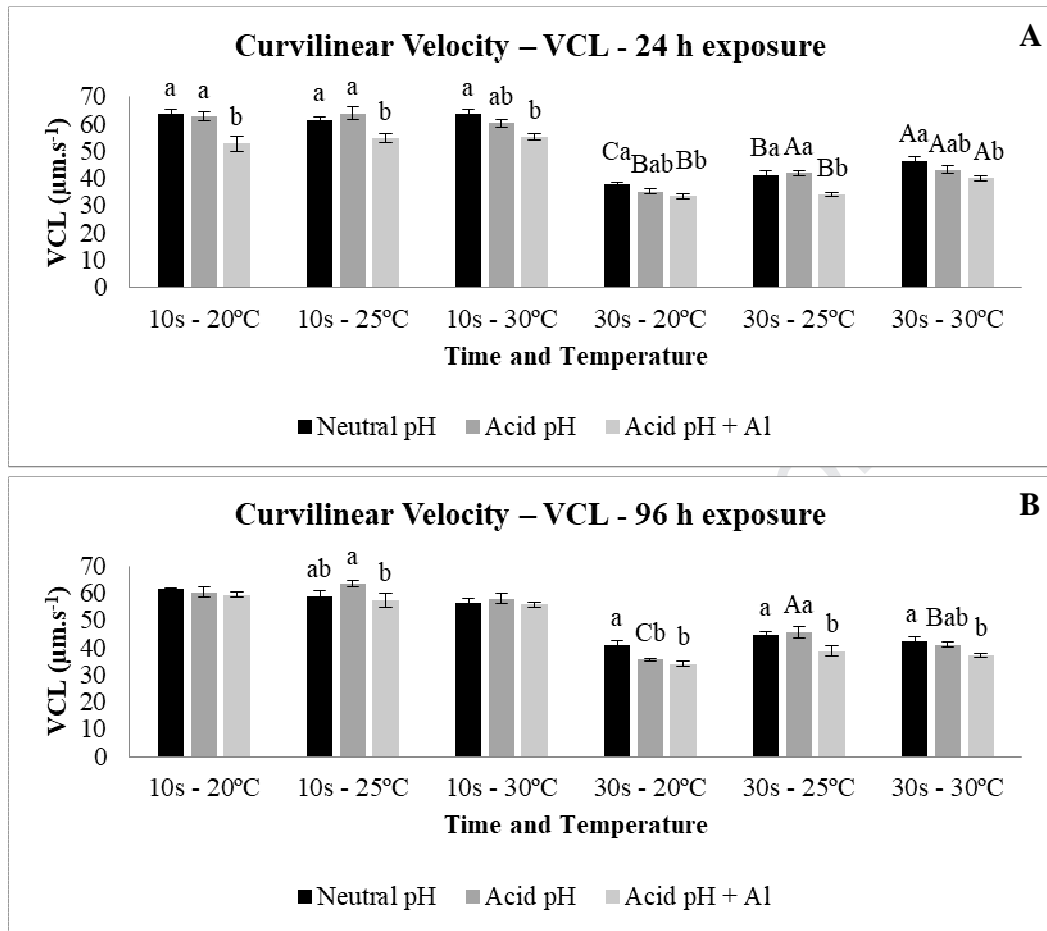 A
Curvilinear Velocity – VCL - 24 h exposure
VCL (µm.s⁻¹)
70
60
50
40
30
20
10
0
a a b
a a b
a ab b
Ca Bab Bb
Ba Aa Bb
Aa Aab Ab
10s - 20ºC 10s - 25ºC 10s - 30ºC 30s - 20ºC 30s - 25ºC 30s - 30ºC
Time and Temperature
Neutral pH Acid pH Acid pH + Al
B
Curvilinear Velocity – VCL - 96 h exposure
VCL (µm.s⁻¹)
70
60
50
40
30
20
10
0
ab a b
a Cb b
a Aa b
a Bab b
10s - 20ºC 10s - 25ºC 10s - 30ºC 30s - 20ºC 30s - 25ºC 30s - 30ºC
Time and Temperature
Neutral pH Acid pH Acid pH + Al